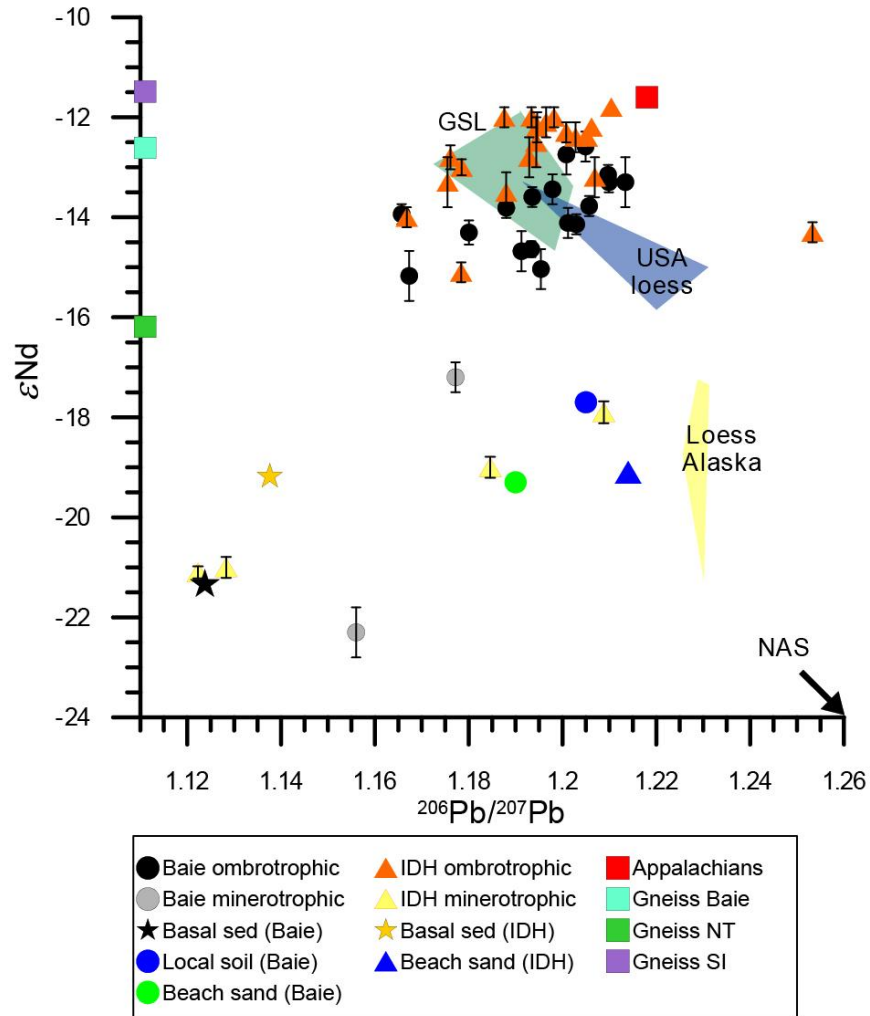 -10
-12
-14
-16
-18
-20
-22
-24
εNd
GSL
USA
loess
Loess
Alaska
NAS
1.12 1.14 1.16 1.18 1.2 1.22 1.24 1.26
²⁰⁶Pb/²⁰⁷Pb
Baie ombrotrophic IDH ombrotrophic Appalachians
Baie minerotrophic IDH minerotrophic Gneiss Baie
Basal sed (Baie) Basal sed (IDH) Gneiss NT
Local soil (Baie) Beach sand (IDH) Gneiss SI
Beach sand (Baie)